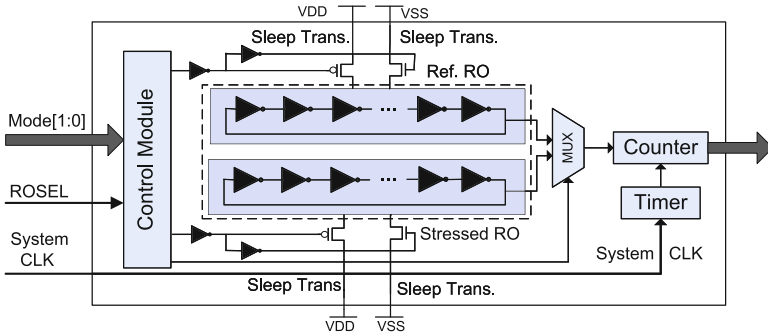 VDD
VSS
Sleep Trans.
Sleep Trans.
Ref. RO
Mode[1:0]
Control Module
...
MUX
Counter
ROSEL
...
Timer
System
CLK
Stressed RO
System
CLK
Sleep Trans.
Sleep Trans.
VDD
VSS